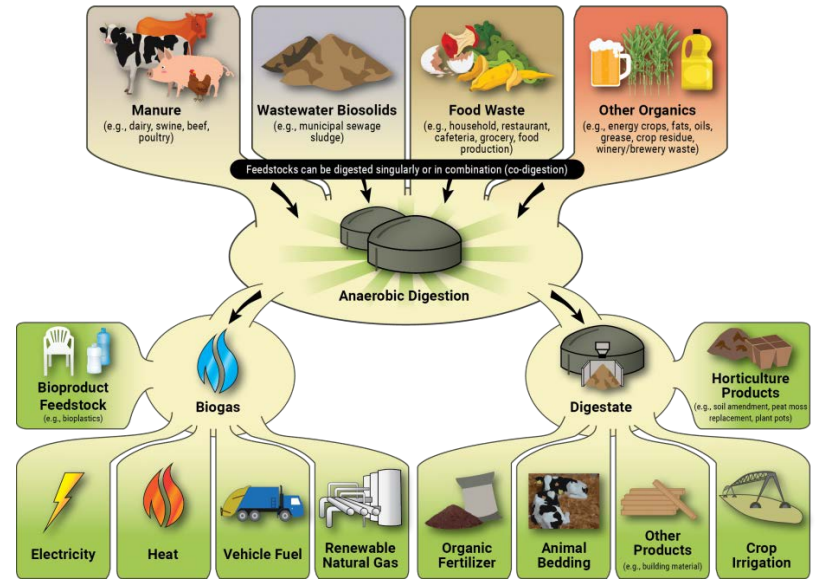 Manure
(e.g., dairy, swine, beef,
poultry)
Wastewater Biosolids
(e.g., municipal sewage
sludge)
Food Waste
(e.g., household, restaurant,
cafeteria, grocery, food
production)
Other Organics
(e.g., energy crops, fats, oils,
grease, crop residue,
winery/brewery waste)
Feedstocks can be digested singularly or in combination (co-digestion)
Anaerobic Digestion
Bioproduct
Feedstock
(e.g., bioplastics)
Biogas
Digestate
Horticulture
Products
(e.g., soil amendment, peat moss
replacement, plant pots)
Electricity
Heat
Vehicle Fuel
Renewable
Natural Gas
Organic
Fertilizer
Animal
Bedding
Other
Products
(e.g., building material)
Crop
Irrigation